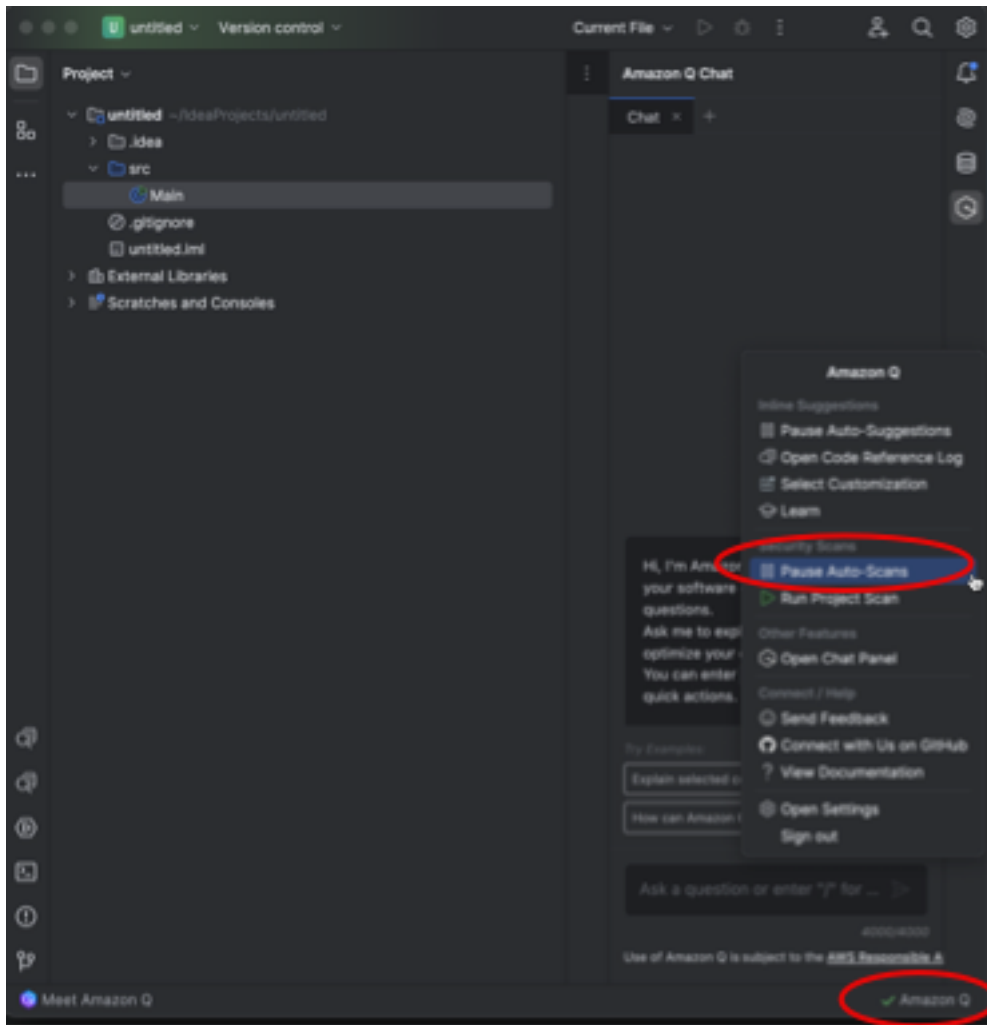 U untitled Version control Current File
Project
Amazon Q Chat
untitled ~/IdeaProjects/untitled
Chat × +
.idea
src
Main
.gitignore
untitled.iml
External Libraries
Scratches and Consoles
Amazon Q
Inline Suggestions
Pause Auto-Suggestions
Open Code Reference Log
Select Customization
Learn
Security Scans
Pause Auto-Scans
Run Project Scan
Other Features
Open Chat Panel
Connect / Help
Send Feedback
Connect with Us on GitHub
? View Documentation
Open Settings
Sign out
Hi, I'm Amazon
your software
questions.
Ask me to expl
optimize your
You can enter
quick actions.
Try Examples
Explain selected
How can Amazon
Ask a question or enter "/" for ...
4000/4000
Use of Amazon Q is subject to the AWS Responsible A
Meet Amazon Q
Amazon Q